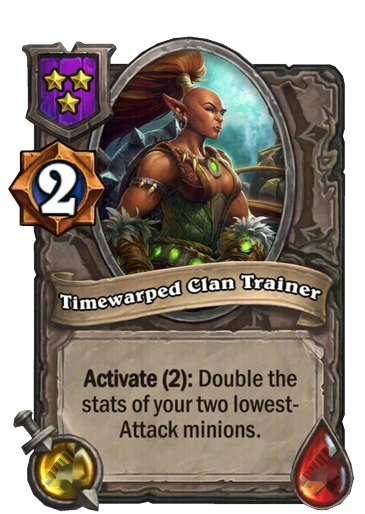 2
Timewarped Clan Trainer
Activate (2): Double the
stats of your two lowest-
Attack minions.